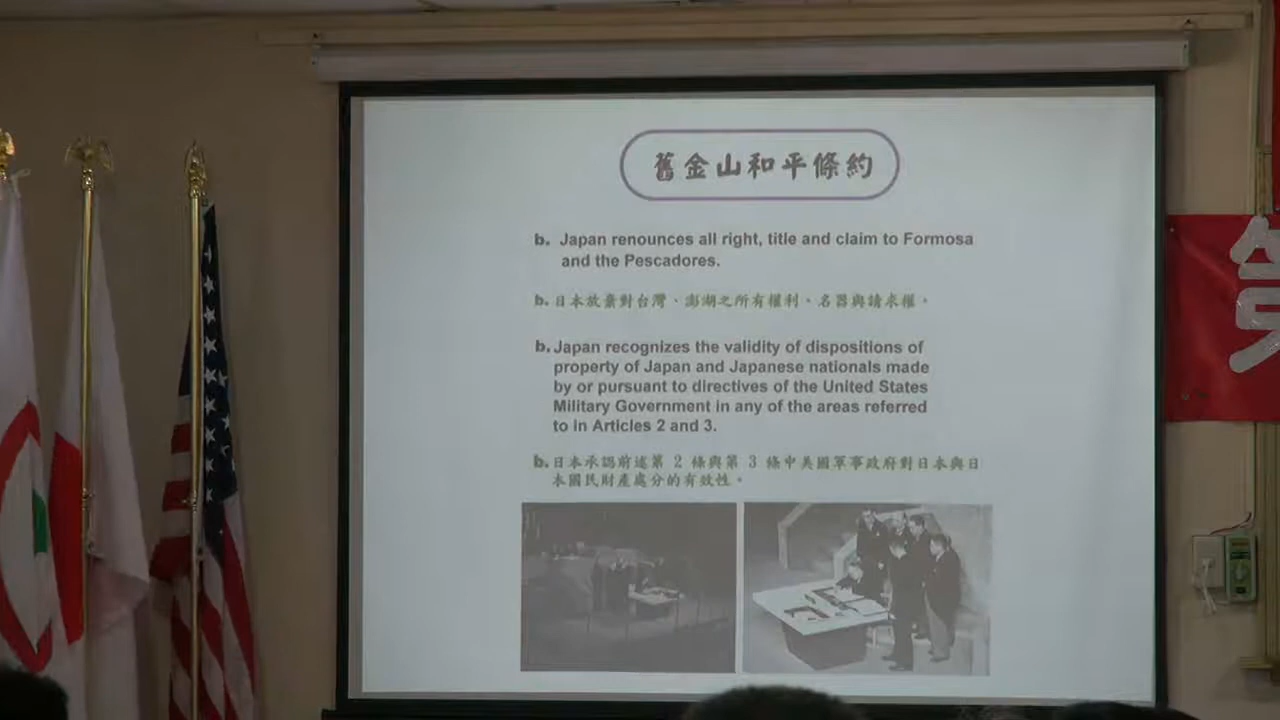 舊金山和平條約
b. Japan renounces all right, title and claim to Formosa
and the Pescadores.
b. 日本放棄對台灣、澎湖之所有權利、名器與請求權。
b. Japan recognizes the validity of dispositions of
property of Japan and Japanese nationals made
by or pursuant to directives of the United States
Military Government in any of the areas referred
to in Articles 2 and 3.
b. 日本承認前述第 2 條與第 3 條中美國軍事政府對日本與日
本國民財產處分的有效性。